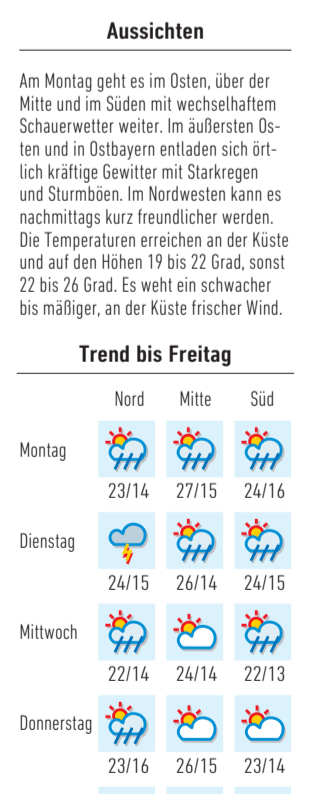 Aussichten
Am Montag geht es im Osten, über der
Mitte und im Süden mit wechselhaftem
Schauerwetter weiter. Im äußersten Os-
ten und in Ostbayern entladen sich ört-
lich kräftige Gewitter mit Starkregen
und Sturmböen. Im Nordwesten kann es
nachmittags kurz freundlicher werden.
Die Temperaturen erreichen an der Küste
und auf den Höhen 19 bis 22 Grad, sonst
22 bis 26 Grad. Es weht ein schwacher
bis mäßiger, an der Küste frischer Wind.
Trend bis Freitag
Nord Mitte Süd
Montag
23/14 27/15 24/16
Dienstag
24/15 26/14 24/15
Mittwoch
22/14 24/14 22/13
Donnerstag
23/16 26/15 23/14